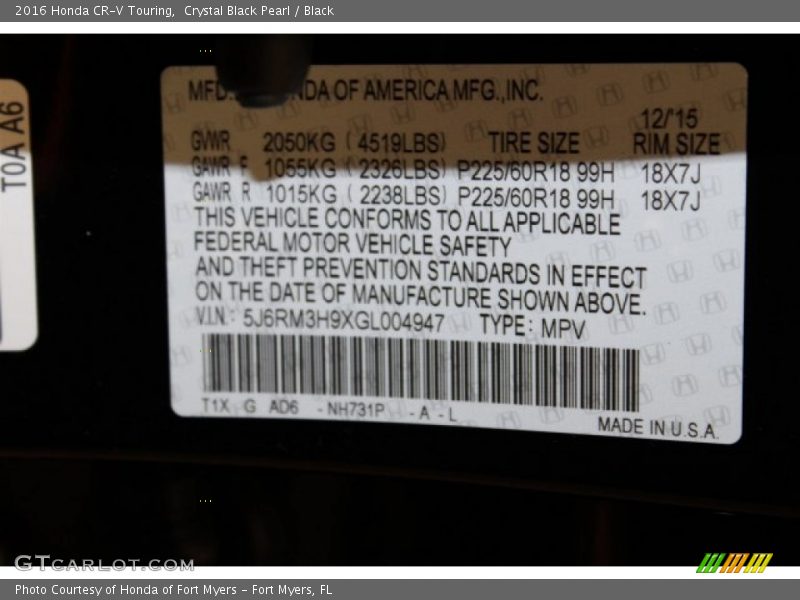 2016 Honda CR-V Touring,  Crystal Black Pearl / Black
T0A A6
MFD. NDA OF AMERICA MFG.,INC.
12/'15
GVWR 2050KG ( 4519LBS) TIRE SIZE RIM SIZE
GAWR F 1055KG ( 2326LBS) P225/60R18 99H 18X7J
GAWR R 1015KG ( 2238LBS) P225/60R18 99H 18X7J
THIS VEHICLE CONFORMS TO ALL APPLICABLE
FEDERAL MOTOR VEHICLE SAFETY
AND THEFT PREVENTION STANDARDS IN EFFECT
ON THE DATE OF MANUFACTURE SHOWN ABOVE.
V.I.N.: 5J6RM3H9XGL004947 TYPE: MPV
T1X G AD6 -NH731P -A-L
MADE IN U.S.A.
GTCARLOT.COM
Photo Courtesy of Honda of Fort Myers - Fort Myers, FL